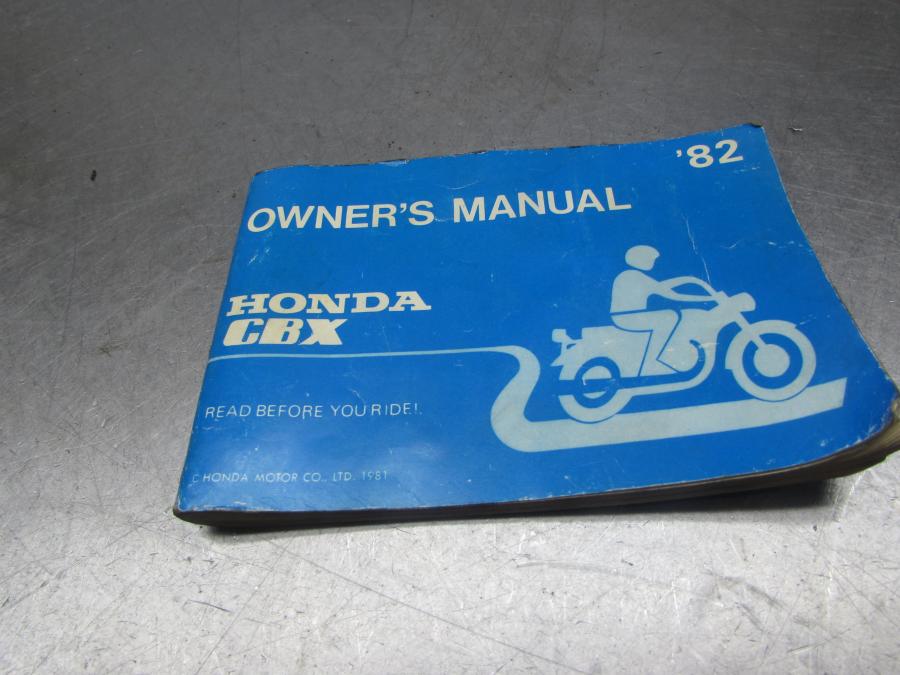 '82
OWNER'S MANUAL
HONDA
CBX
READ BEFORE YOU RIDE!
© HONDA MOTOR CO., LTD. 1981